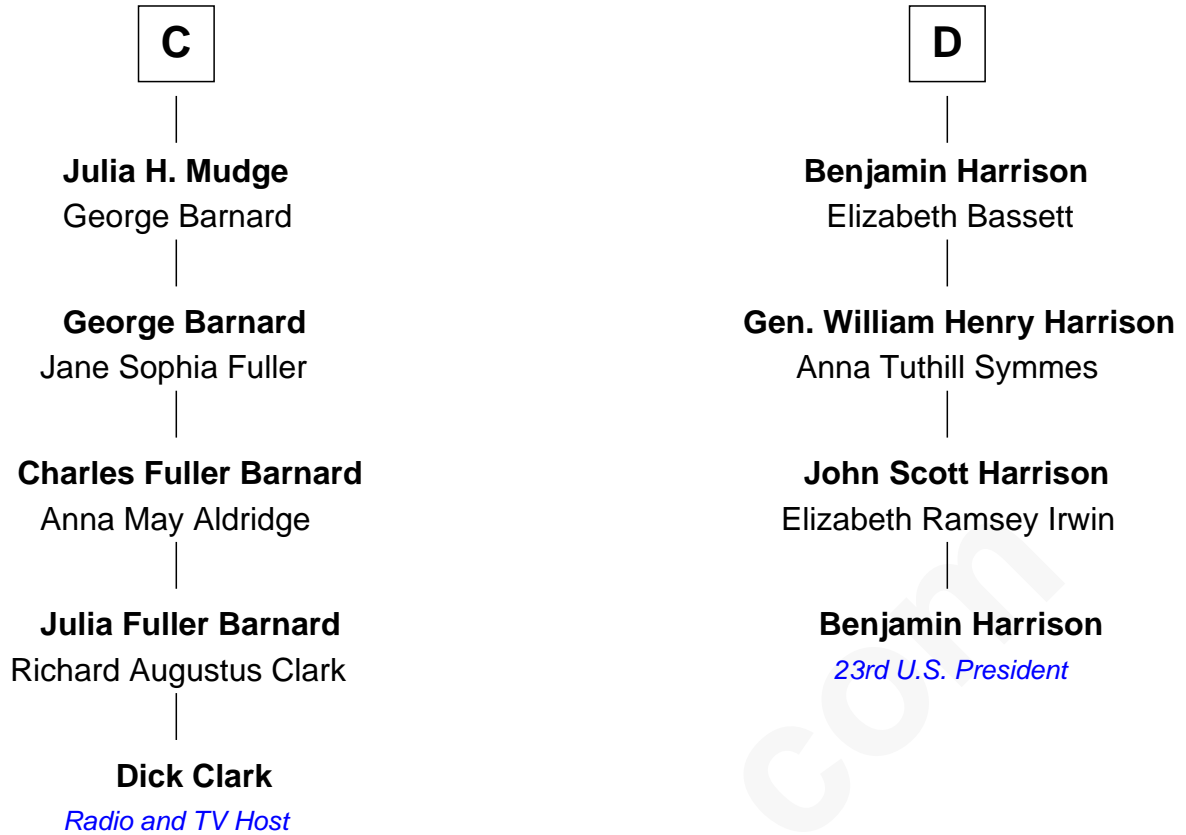 C
Julia H. Mudge
George Barnard
George Barnard
Jane Sophia Fuller
Charles Fuller Barnard
Anna May Aldridge
Julia Fuller Barnard
Richard Augustus Clark
Dick Clark
Radio and TV Host
D
Benjamin Harrison
Elizabeth Bassett
Gen. William Henry Harrison
Anna Tuthill Symmes
John Scott Harrison
Elizabeth Ramsey Irwin
Benjamin Harrison
23rd U.S. President
com